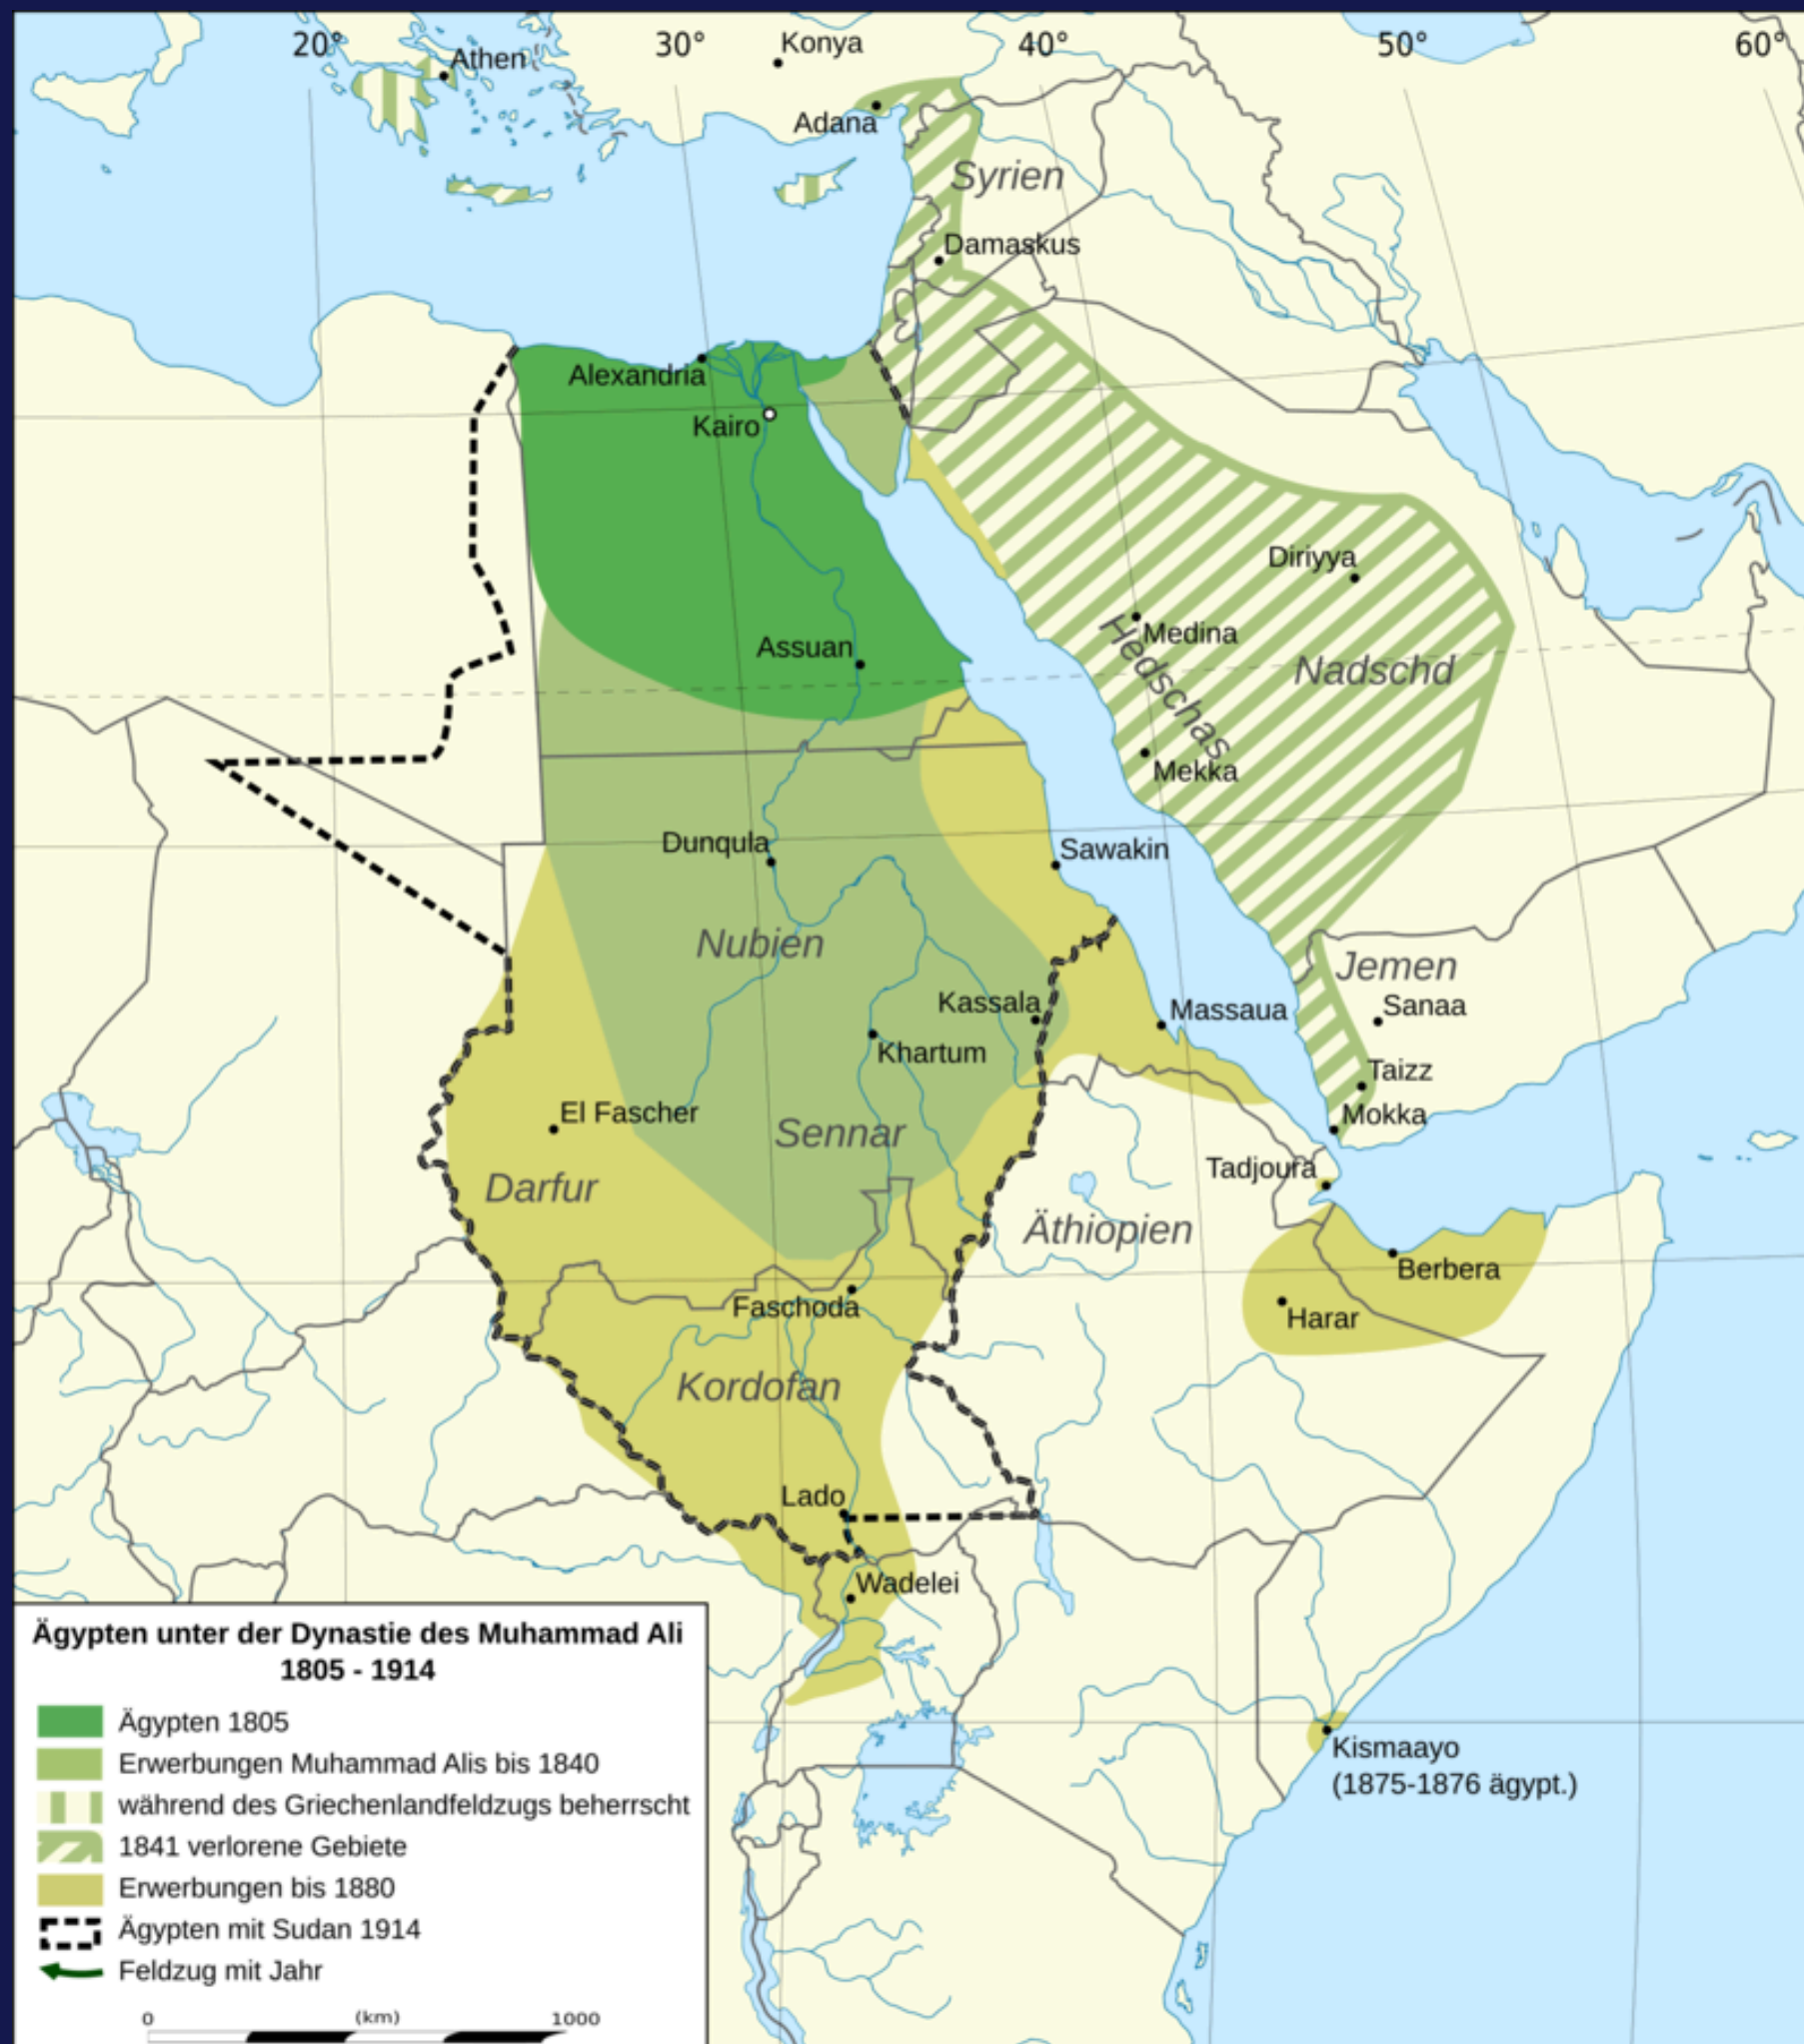 20°
30°
40°
50°
60°
Konya
Athen
Adana
Syrien
Damaskus
Alexandria
Kairo
Diriyya
Medina
Assuan
Hedschas
Nadschd
Mekka
Dunqula
Sawakin
Nubien
Jemen
Kassala
Massaua
Sanaa
Khartum
Taizz
El Fascher
Mokka
Sennar
Tadjoura
Darfur
Äthiopien
Berbera
Faschoda
Harar
Kordofan
Lado
Wadelei
Kismaayo
(1875-1876 ägypt.)
Ägypten unter der Dynastie des Muhammad Ali
1805 - 1914
Ägypten 1805
Erwerbungen Muhammad Alis bis 1840
während des Griechenlandfeldzugs beherrscht
1841 verlorene Gebiete
Erwerbungen bis 1880
Ägypten mit Sudan 1914
Feldzug mit Jahr
0 (km) 1000